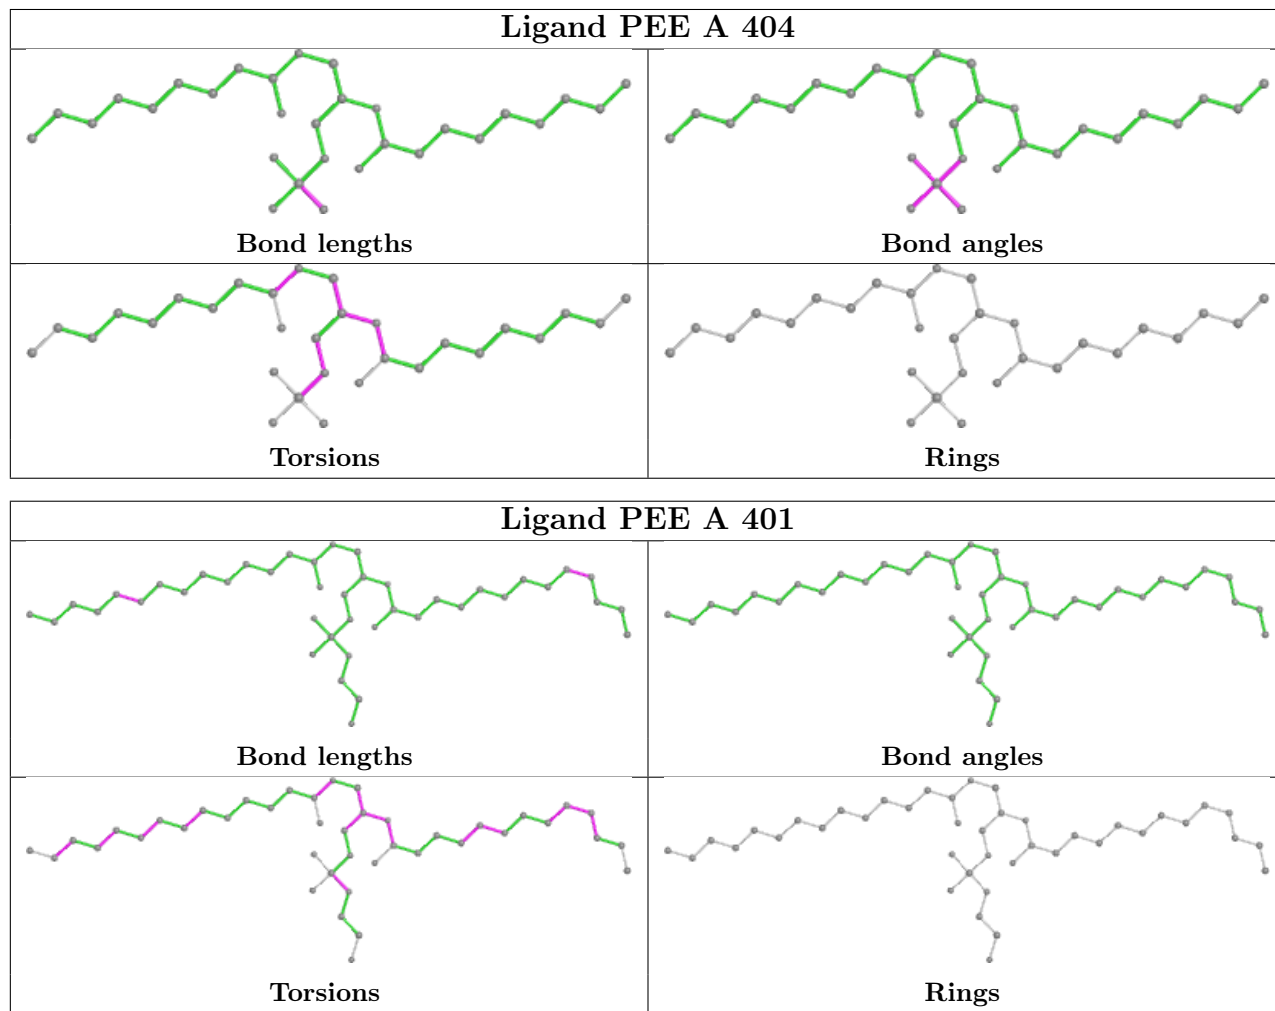 Ligand PEE A 404
Bond lengths
Bond angles
Torsions
Rings
Ligand PEE A 401
Bond lengths
Bond angles
Torsions
Rings